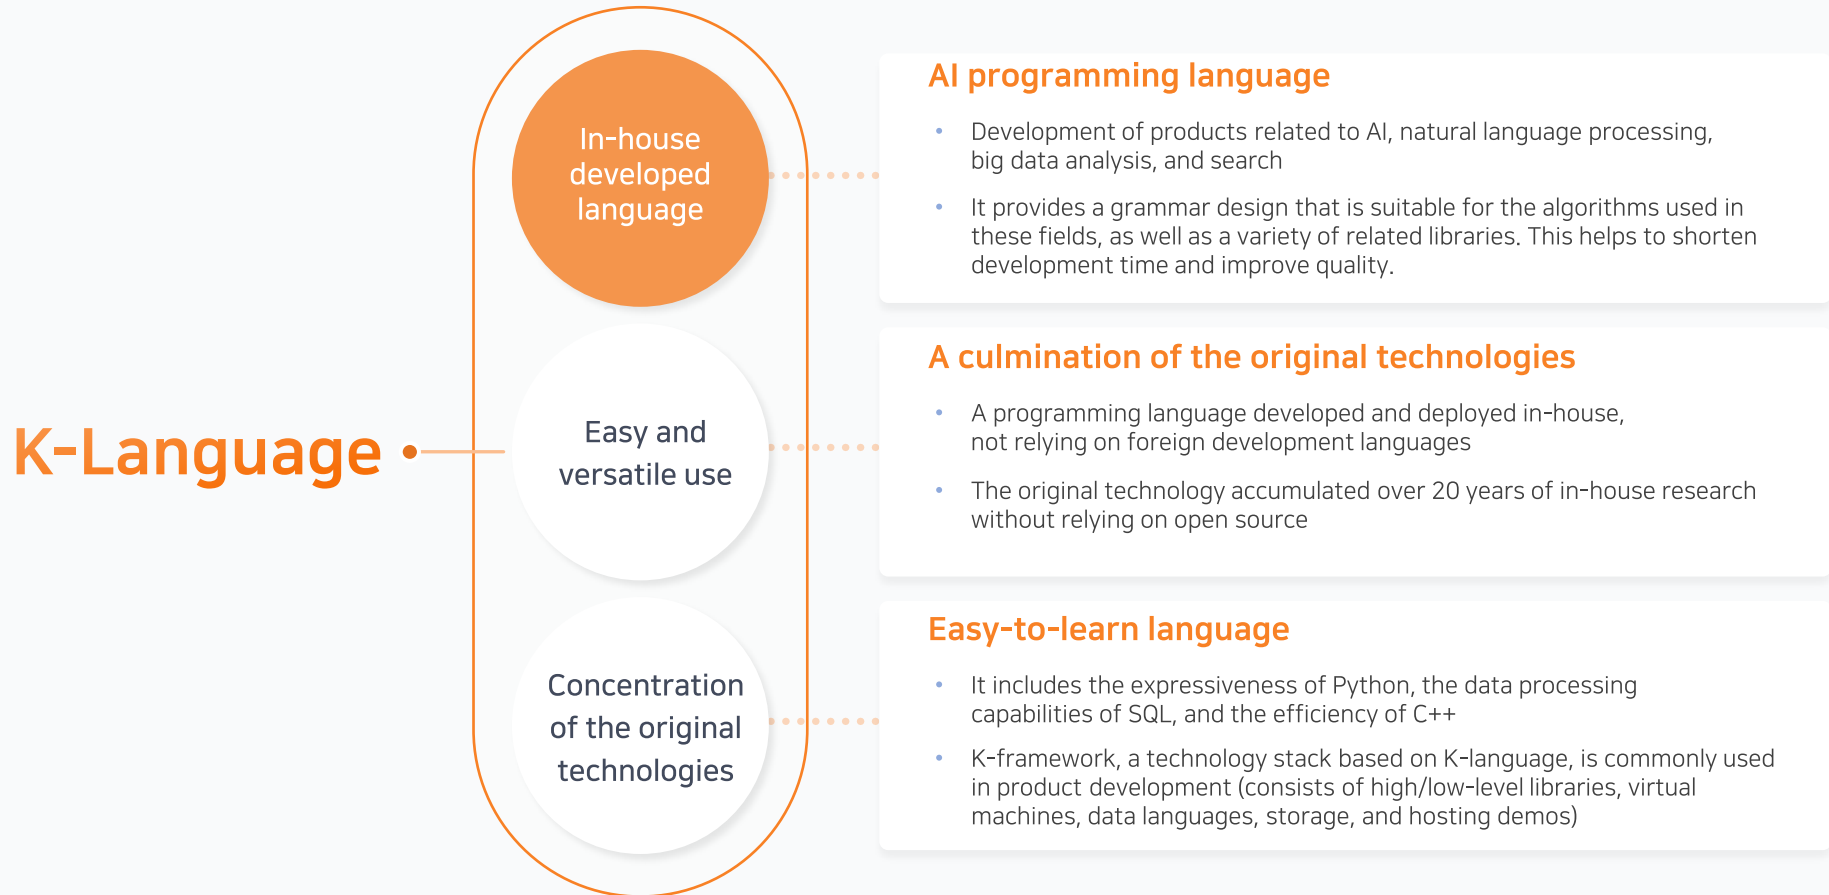 K-Language
In-house
developed
language
AI programming language
• Development of products related to AI, natural language processing,
big data analysis, and search
• It provides a grammar design that is suitable for the algorithms used in
these fields, as well as a variety of related libraries. This helps to shorten
development time and improve quality.
Easy and
versatile use
A culmination of the original technologies
• A programming language developed and deployed in-house,
not relying on foreign development languages
• The original technology accumulated over 20 years of in-house research
without relying on open source
Concentration
of the original
technologies
Easy-to-learn language
• It includes the expressiveness of Python, the data processing
capabilities of SQL, and the efficiency of C++
• K-framework, a technology stack based on K-language, is commonly used
in product development (consists of high/low-level libraries, virtual
machines, data languages, storage, and hosting demos)